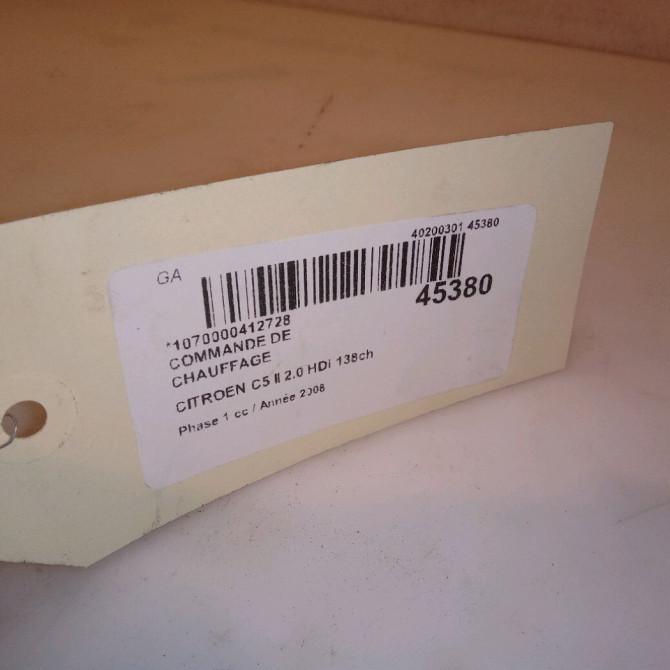 GA
40200301 45380
45380
*1070000412728
COMMANDE DE
CHAUFFAGE
CITROEN C5 II 2.0 HDi 138ch
Phase 1 cc / Année 2008